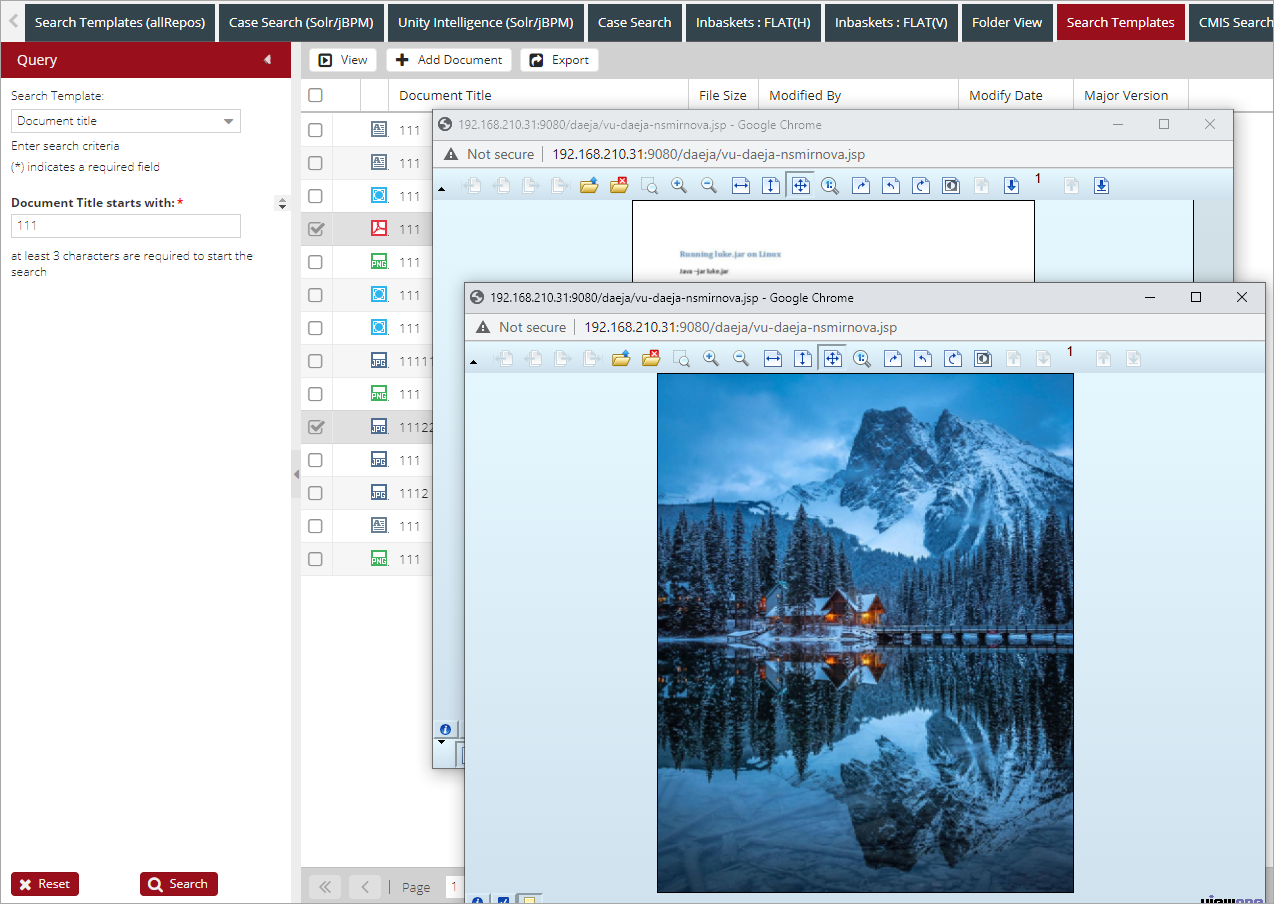 Search Templates (allRepos) Case Search (Solr/jBPM) Unity Intelligence (Solr/jBPM) Case Search Inbaskets : FLAT(H) Inbaskets : FLAT(V) Folder View Search Templates CMIS Search
Query
View Add Document Export
Search Template:
Document title
Enter search criteria
(*) indicates a required field
Document Title starts with:*
111
at least 3 characters are required to start the
search
Reset Search
Document Title File Size Modified By Modify Date Major Version
111
111
111
111
PNG 111
111
111
JPG 11111
PNG 111
JPG 11122
JPG 111
JPG 1112
111
PNG 111
Page 1
192.168.210.31:9080/daeja/vu-daeja-nsmirnova.jsp - Google Chrome
Not secure 192.168.210.31:9080/daeja/vu-daeja-nsmirnova.jsp
1
Running luke.jar on Linux
Java -jar luke.jar
192.168.210.31:9080/daeja/vu-daeja-nsmirnova.jsp - Google Chrome
Not secure 192.168.210.31:9080/daeja/vu-daeja-nsmirnova.jsp
1